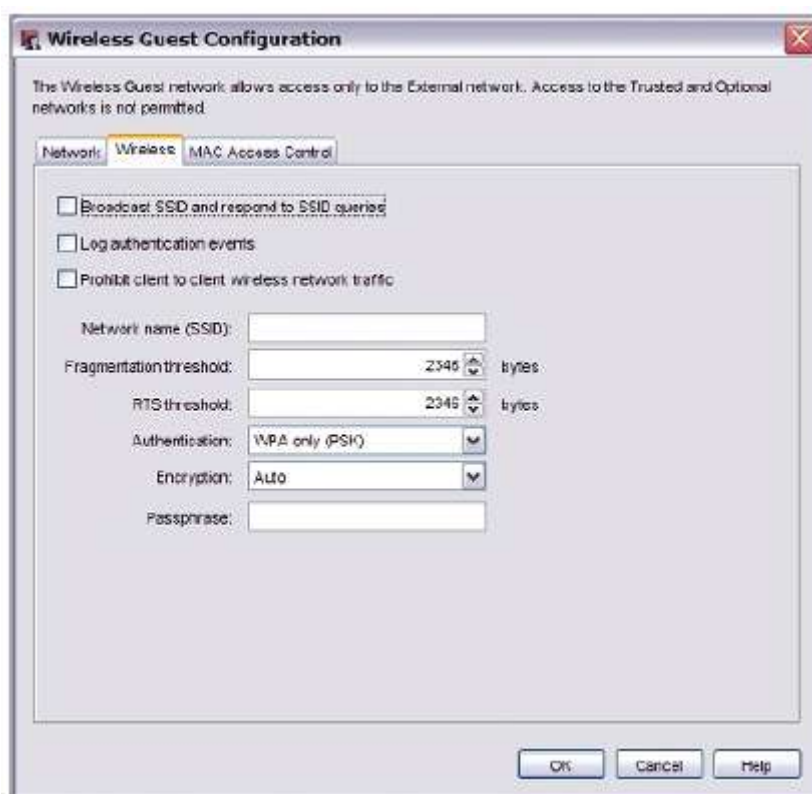 Wireless Guest Configuration
The Wireless Guest network allows access only to the External network. Access to the Trusted and Optional
networks is not permitted.
Network Wireless MAC Access Control
Broadcast SSID and respond to SSID queries
Log authentication events
Prohibit client to client wireless network traffic
Network name (SSID):
Fragmentation threshold: 2346 bytes
RTS threshold: 2346 bytes
Authentication: WPA only (PSK)
Encryption: Auto
Passphrase:
OK Cancel Help